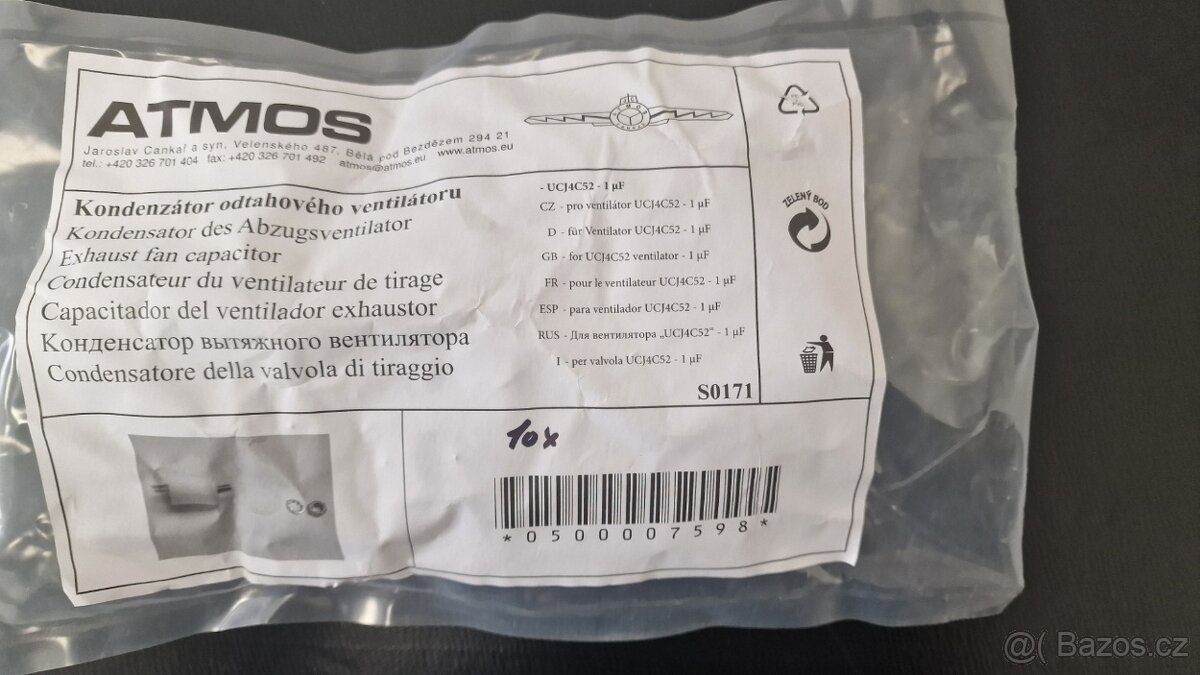 ATMOS
Jaroslav Cankař a syn, Velenského 487, Bělá pod Bezdězem 294 21
tel.: +420 326 701 404 fax: +420 326 701 492 atmos@atmos.eu www.atmos.eu
Kondenzátor odtahového ventilátoru
Kondensator des Abzugsventilator
Exhaust fan capacitor
Condensateur du ventilateur de tirage
Capacitador del ventilador exhaustor
Конденсатор вытяжного вентилятора
Condensatore della valvola di tiraggio
- UCJ4C52 - 1 µF
CZ - pro ventilátor UCJ4C52 - 1 µF
D - für Ventilator UCJ4C52 - 1 µF
GB - for UCJ4C52 ventilator - 1 µF
FR - pour le ventilateur UCJ4C52 - 1 µF
ESP - para ventilador UCJ4C52 - 1 µF
RUS - Для вентилятора „UCJ4C52" - 1 µF
I - per valvola UCJ4C52 - 1 µF
S0171
ZELENÝ BOD
10x
*0500007598*
@( Bazos.cz